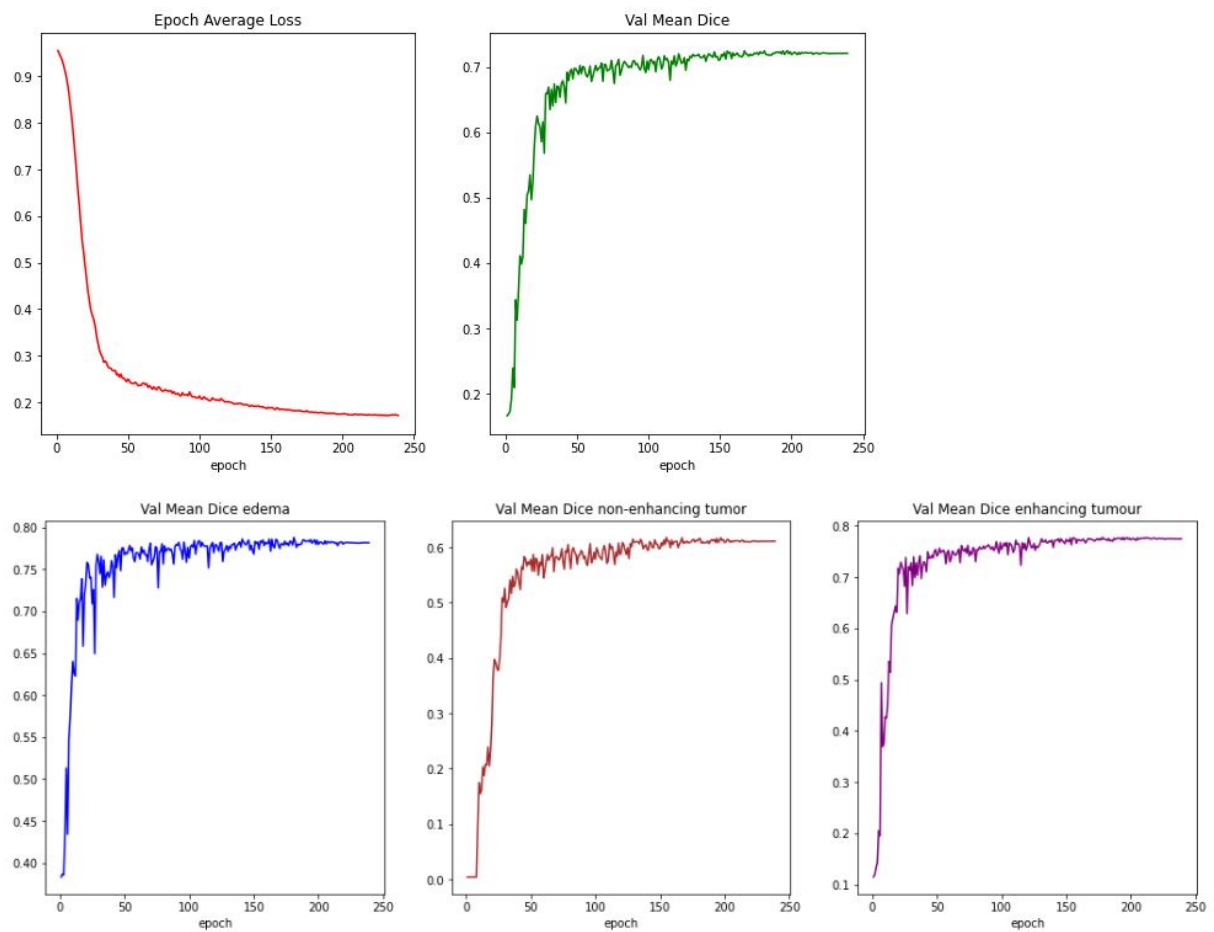 Epoch Average Loss
0.9
0.8
0.7
0.6
0.5
0.4
0.3
0.2
0 50 100 150 200 250
epoch
Val Mean Dice
0.7
0.6
0.5
0.4
0.3
0.2
0 50 100 150 200 250
epoch
Val Mean Dice edema
0.80
0.75
0.70
0.65
0.60
0.55
0.50
0.45
0.40
0 50 100 150 200 250
epoch
Val Mean Dice non-enhancing tumor
0.6
0.5
0.4
0.3
0.2
0.1
0.0
0 50 100 150 200 250
epoch
Val Mean Dice enhancing tumour
0.8
0.7
0.6
0.5
0.4
0.3
0.2
0.1
0 50 100 150 200 250
epoch